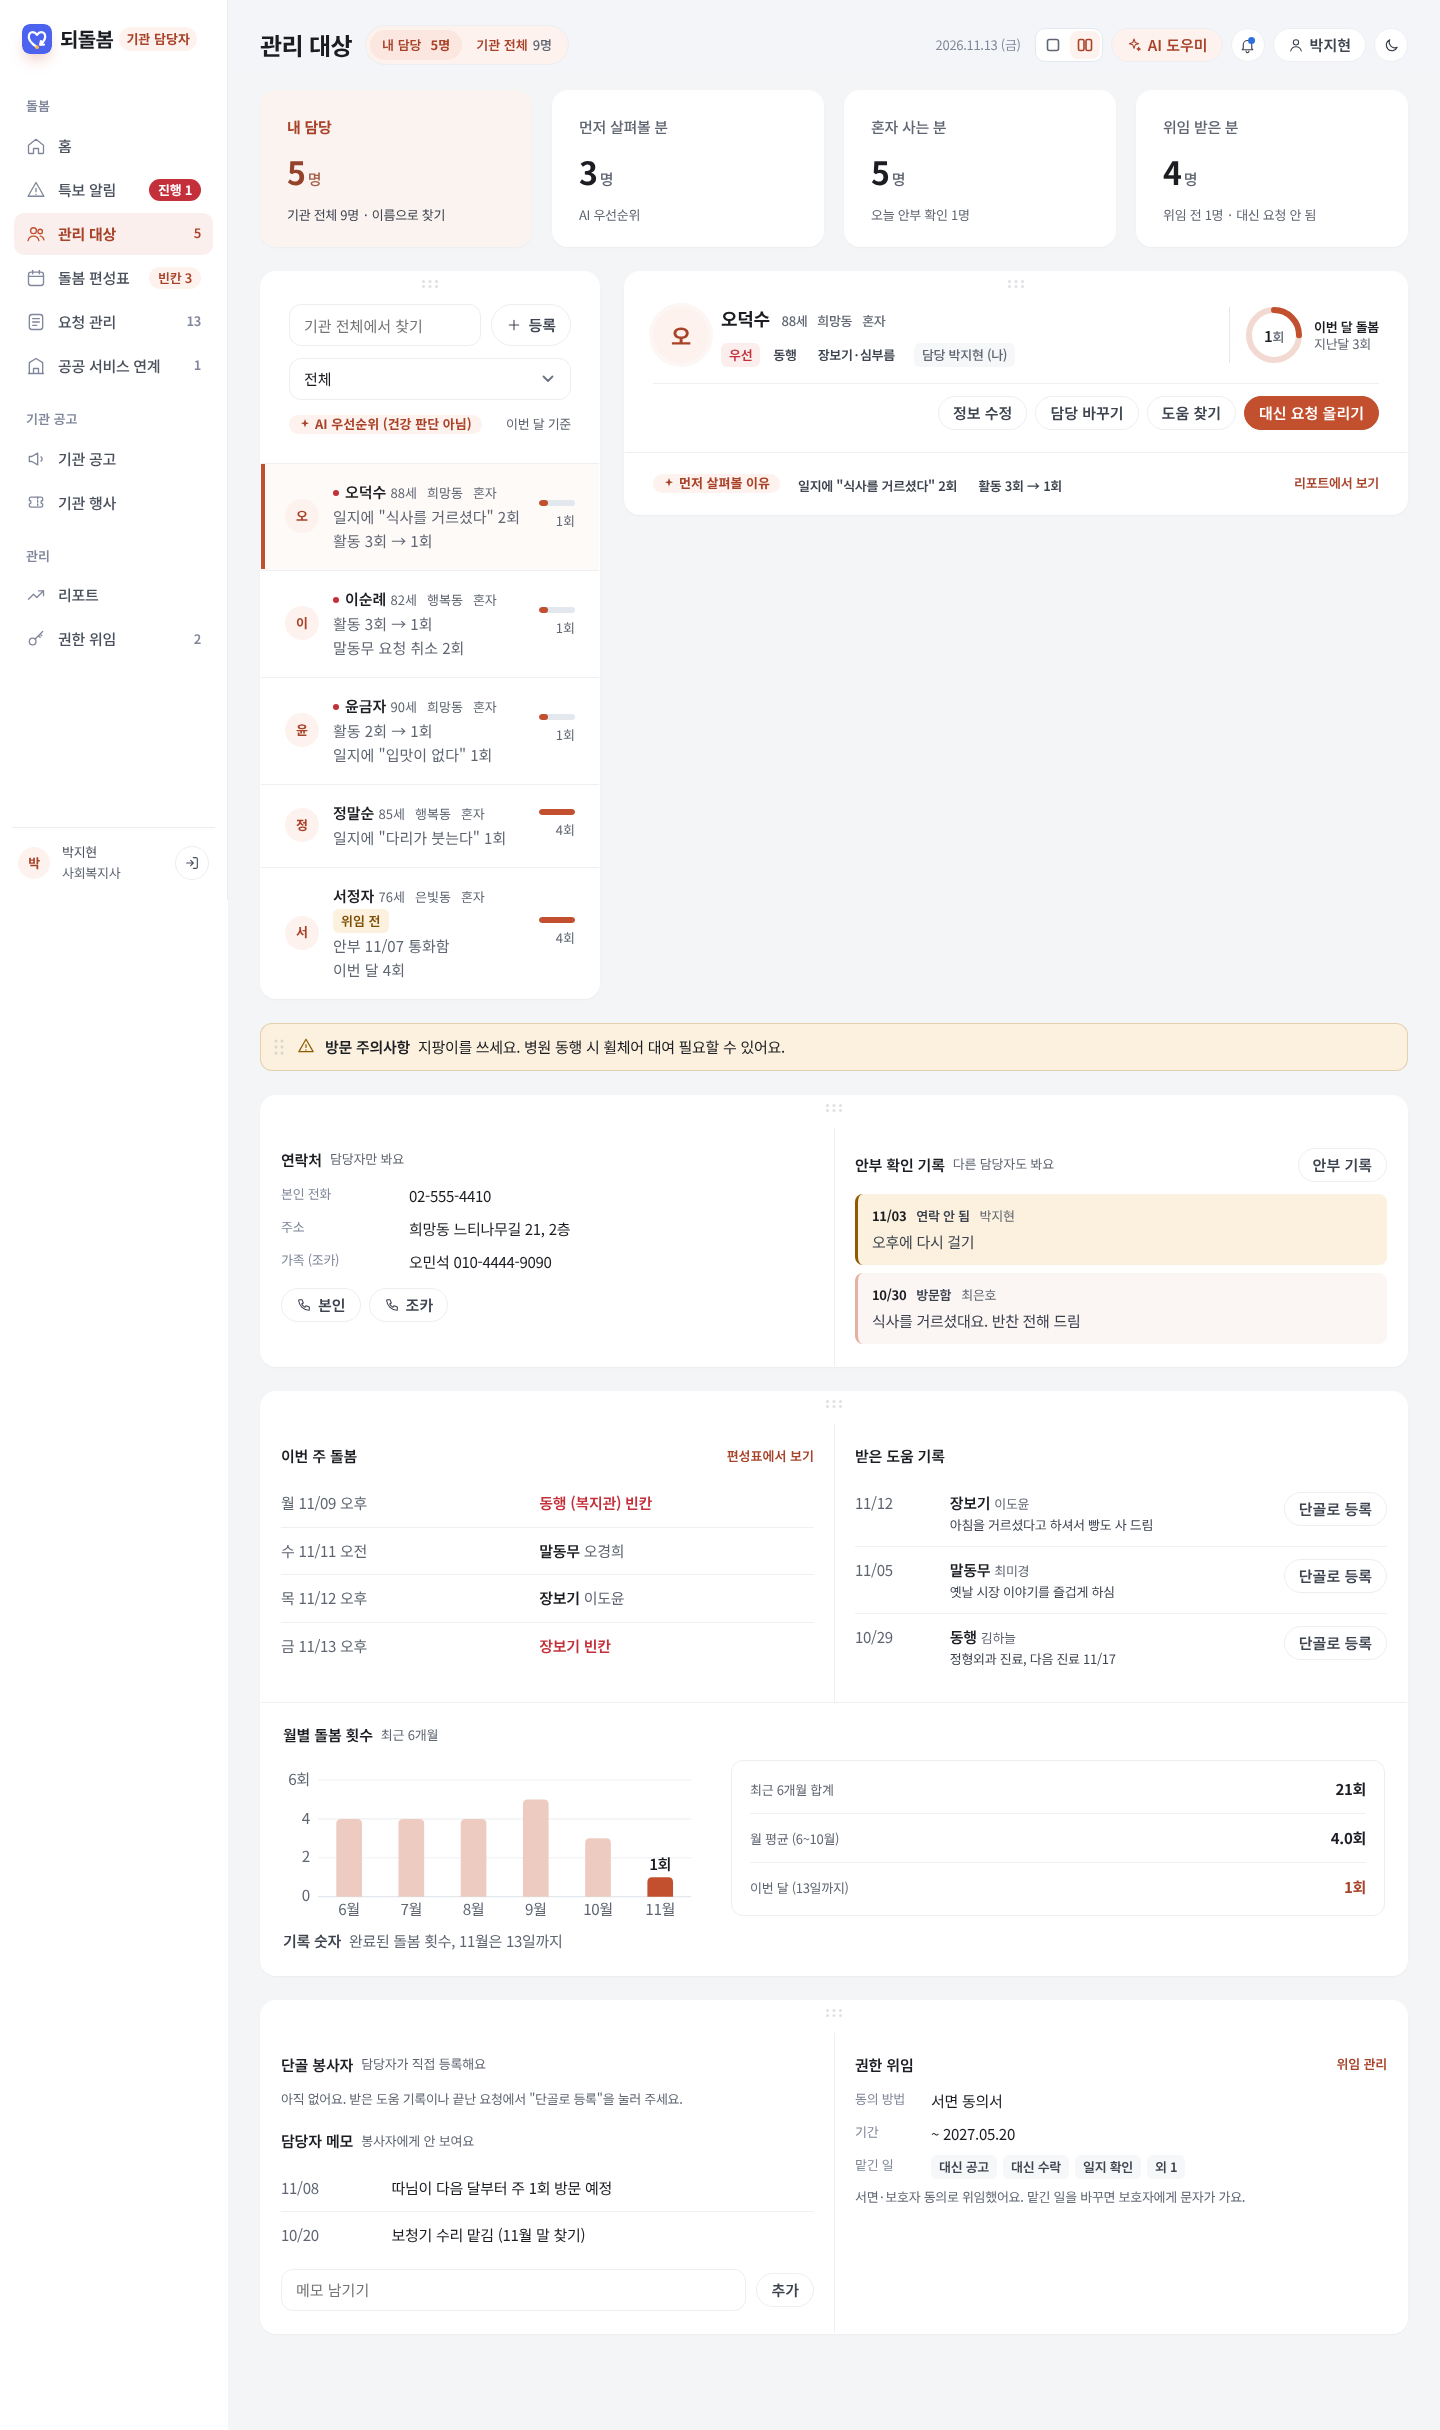 되돌봄 기관 담당자
돌봄
홈
특보 알림 진행 1
관리 대상 5
돌봄 편성표 빈칸 3
요청 관리 13
공공 서비스 연계 1
기관 공고
기관 공고
기관 행사
관리
리포트
권한 위임 2
박 박지현
사회복지사
관리 대상 내 담당 5명 기관 전체 9명
2026.11.13 (금) AI 도우미 박지현
내 담당
5명
기관 전체 9명 · 이름으로 찾기
먼저 살펴볼 분
3명
AI 우선순위
혼자 사는 분
5명
오늘 안부 확인 1명
위임 받은 분
4명
위임 전 1명 · 대신 요청 안 됨
기관 전체에서 찾기 + 등록
전체
AI 우선순위 (건강 판단 아님) 이번 달 기준
오 오덕수 88세 희망동 혼자
일지에 "식사를 거르셨다" 2회
활동 3회 → 1회
1회
이 이순례 82세 행복동 혼자
활동 3회 → 1회
말동무 요청 취소 2회
1회
윤 윤금자 90세 희망동 혼자
활동 2회 → 1회
일지에 "입맛이 없다" 1회
1회
정 정말순 85세 행복동 혼자
일지에 "다리가 붓는다" 1회
4회
서 서정자 76세 은빛동 혼자
위임 전
안부 11/07 통화함
이번 달 4회
4회
오 오덕수 88세 희망동 혼자
우선 동행 장보기·심부름 담당 박지현 (나)
1회 이번 달 돌봄
지난달 3회
정보 수정 담당 바꾸기 도움 찾기 대신 요청 올리기
먼저 살펴볼 이유 일지에 "식사를 거르셨다" 2회 활동 3회 → 1회 리포트에서 보기
방문 주의사항 지팡이를 쓰세요. 병원 동행 시 휠체어 대여 필요할 수 있어요.
연락처 담당자만 봐요
본인 전화 02-555-4410
주소 희망동 느티나무길 21, 2층
가족 (조카) 오민석 010-4444-9090
본인 조카
안부 확인 기록 다른 담당자도 봐요 안부 기록
11/03 연락 안 됨 박지현
오후에 다시 걸기
10/30 방문함 최은호
식사를 거르셨대요. 반찬 전해 드림
이번 주 돌봄 편성표에서 보기
월 11/09 오후 동행 (복지관) 빈칸
수 11/11 오전 말동무 오경희
목 11/12 오후 장보기 이도윤
금 11/13 오후 장보기 빈칸
받은 도움 기록
11/12 장보기 이도윤 단골로 등록
아침을 거르셨다고 하셔서 빵도 사 드림
11/05 말동무 최미경 단골로 등록
옛날 시장 이야기를 즐겁게 하심
10/29 동행 김하늘 단골로 등록
정형외과 진료, 다음 진료 11/17
월별 돌봄 횟수 최근 6개월
6회
4
2
0
1회
6월 7월 8월 9월 10월 11월
기록 숫자 완료된 돌봄 횟수, 11월은 13일까지
최근 6개월 합계 21회
월 평균 (6~10월) 4.0회
이번 달 (13일까지) 1회
단골 봉사자 담당자가 직접 등록해요
아직 없어요. 받은 도움 기록이나 끝난 요청에서 "단골로 등록"을 눌러 주세요.
담당자 메모 봉사자에게 안 보여요
11/08 따님이 다음 달부터 주 1회 방문 예정
10/20 보청기 수리 맡김 (11월 말 찾기)
메모 남기기 추가
권한 위임 위임 관리
동의 방법 서면 동의서
기간 ~ 2027.05.20
맡긴 일 대신 공고 대신 수락 일지 확인 외 1
서면·보호자 동의로 위임했어요. 맡긴 일을 바꾸면 보호자에게 문자가 가요.